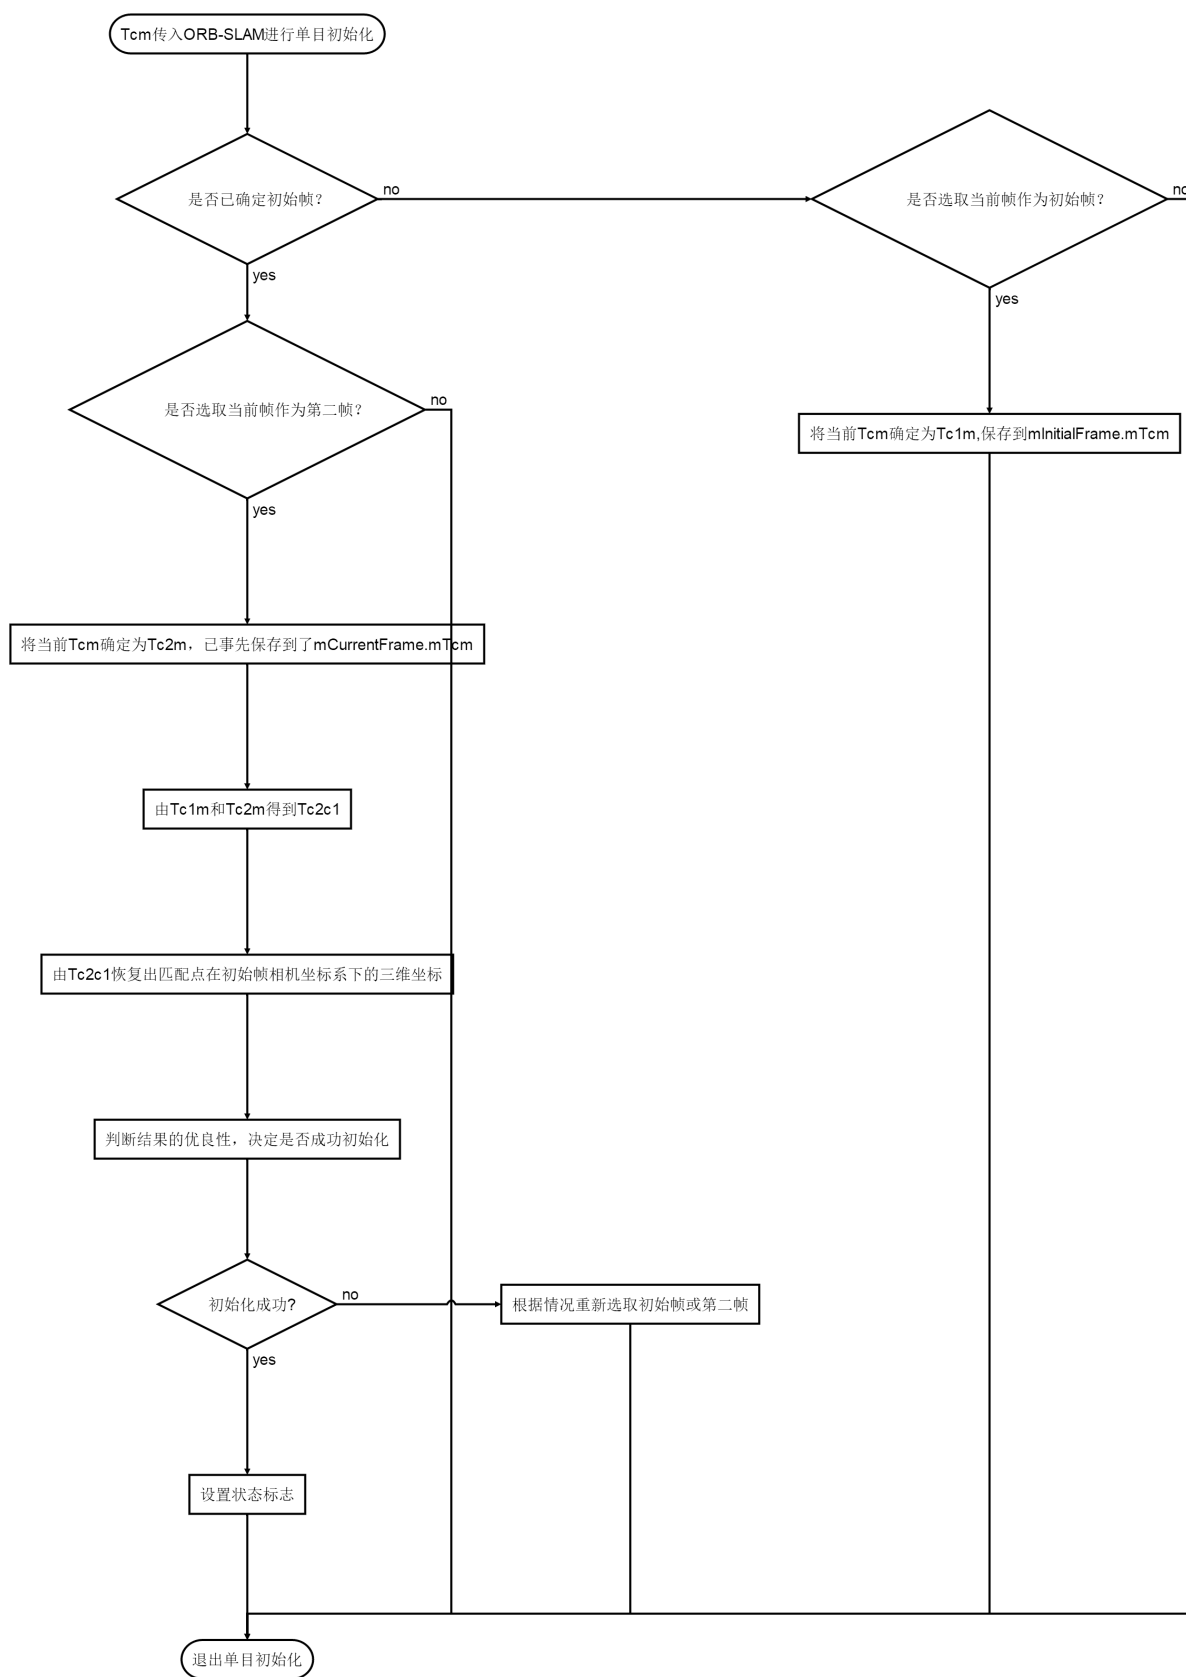 Tcm传入ORB-SLAM进行单目初始化
是否已确定初始帧？
no
是否选取当前帧作为初始帧？
no
yes
yes
是否选取当前帧作为第二帧？
no
将当前Tcm确定为Tc1m,保存到mInitialFrame.mTcm
yes
将当前Tcm确定为Tc2m，已事先保存到了mCurrentFrame.mTcm
由Tc1m和Tc2m得到Tc2c1
由Tc2c1恢复出匹配点在初始帧相机坐标系下的三维坐标
判断结果的优良性，决定是否成功初始化
初始化成功?
no
根据情况重新选取初始帧或第二帧
yes
设置状态标志
退出单目初始化